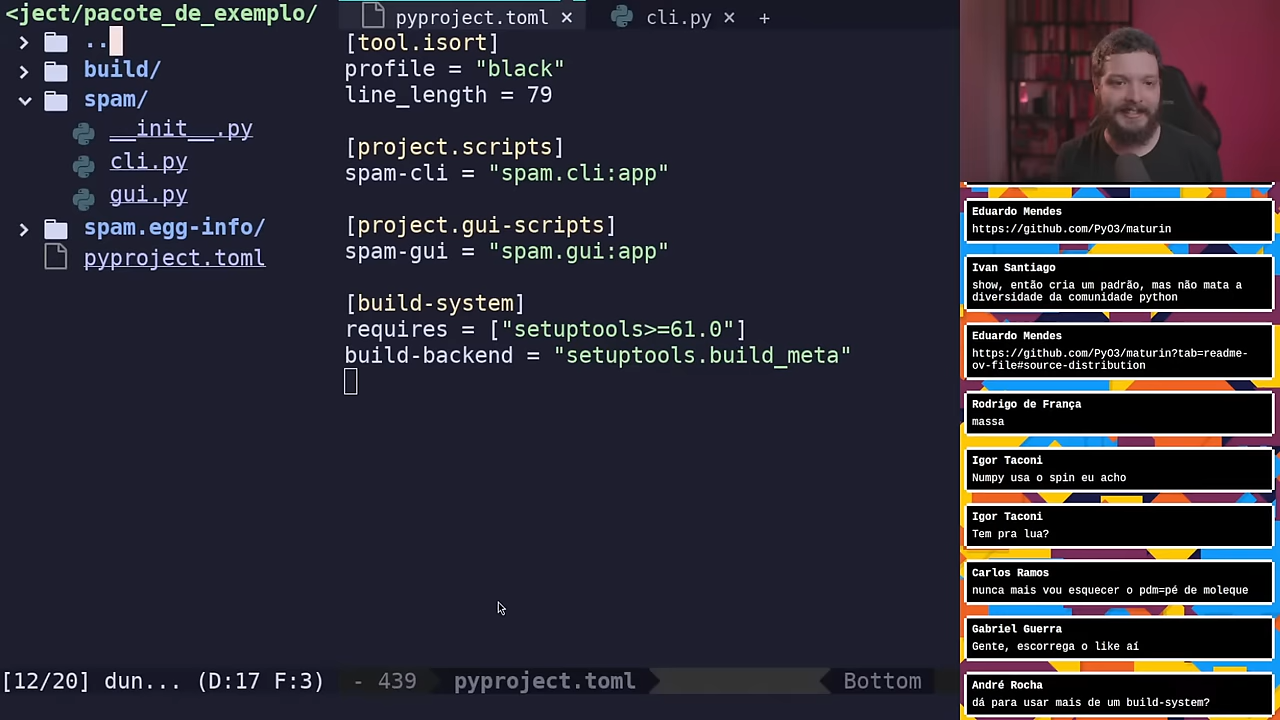 <ject/pacote_de_exemplo/
..
build/
spam/
__init__.py
cli.py
gui.py
spam.egg-info/
pyproject.toml
[12/20] dun... (D:17 F:3)
pyproject.toml ×
cli.py ×
+
[tool.isort]
profile = "black"
line_length = 79
[project.scripts]
spam-cli = "spam.cli:app"
[project.gui-scripts]
spam-gui = "spam.gui:app"
[build-system]
requires = ["setuptools>=61.0"]
build-backend = "setuptools.build_meta"
- 439 pyproject.toml Bottom
Eduardo Mendes
https://github.com/PyO3/maturin
Ivan Santiago
show, então cria um padrão, mas não mata a
diversidade da comunidade python
Eduardo Mendes
https://github.com/PyO3/maturin?tab=readme-
ov-file#source-distribution
Rodrigo de França
massa
Igor Taconi
Numpy usa o spin eu acho
Igor Taconi
Tem pra lua?
Carlos Ramos
nunca mais vou esquecer o pdm=pé de moleque
Gabriel Guerra
Gente, escorrega o like aí
André Rocha
dá para usar mais de um build-system?